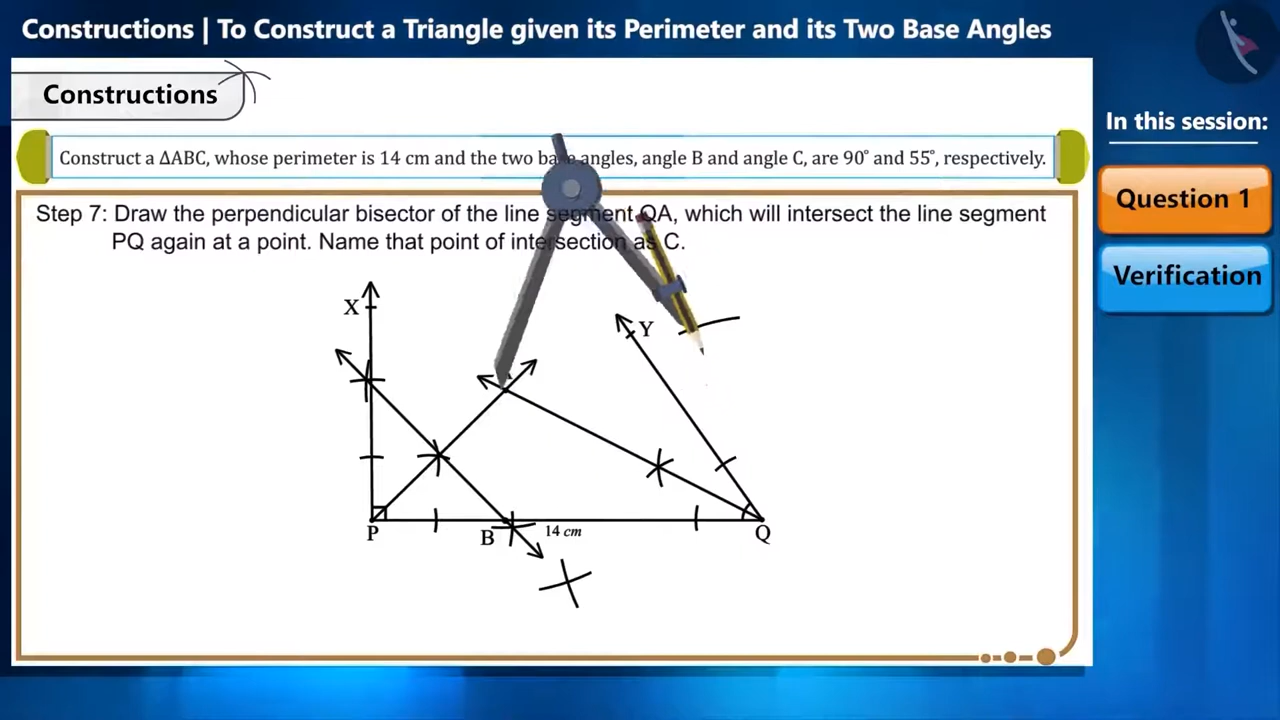 Constructions | To Construct a Triangle given its Perimeter and its Two Base Angles
Constructions
In this session:
Construct a ΔABC, whose perimeter is 14 cm and the two base angles, angle B and angle C, are 90° and 55°, respectively.
Question 1
Step 7: Draw the perpendicular bisector of the line segment QA, which will intersect the line segment
PQ again at a point. Name that point of intersection as C.
Verification
X
Y
P
B
14 cm
Q